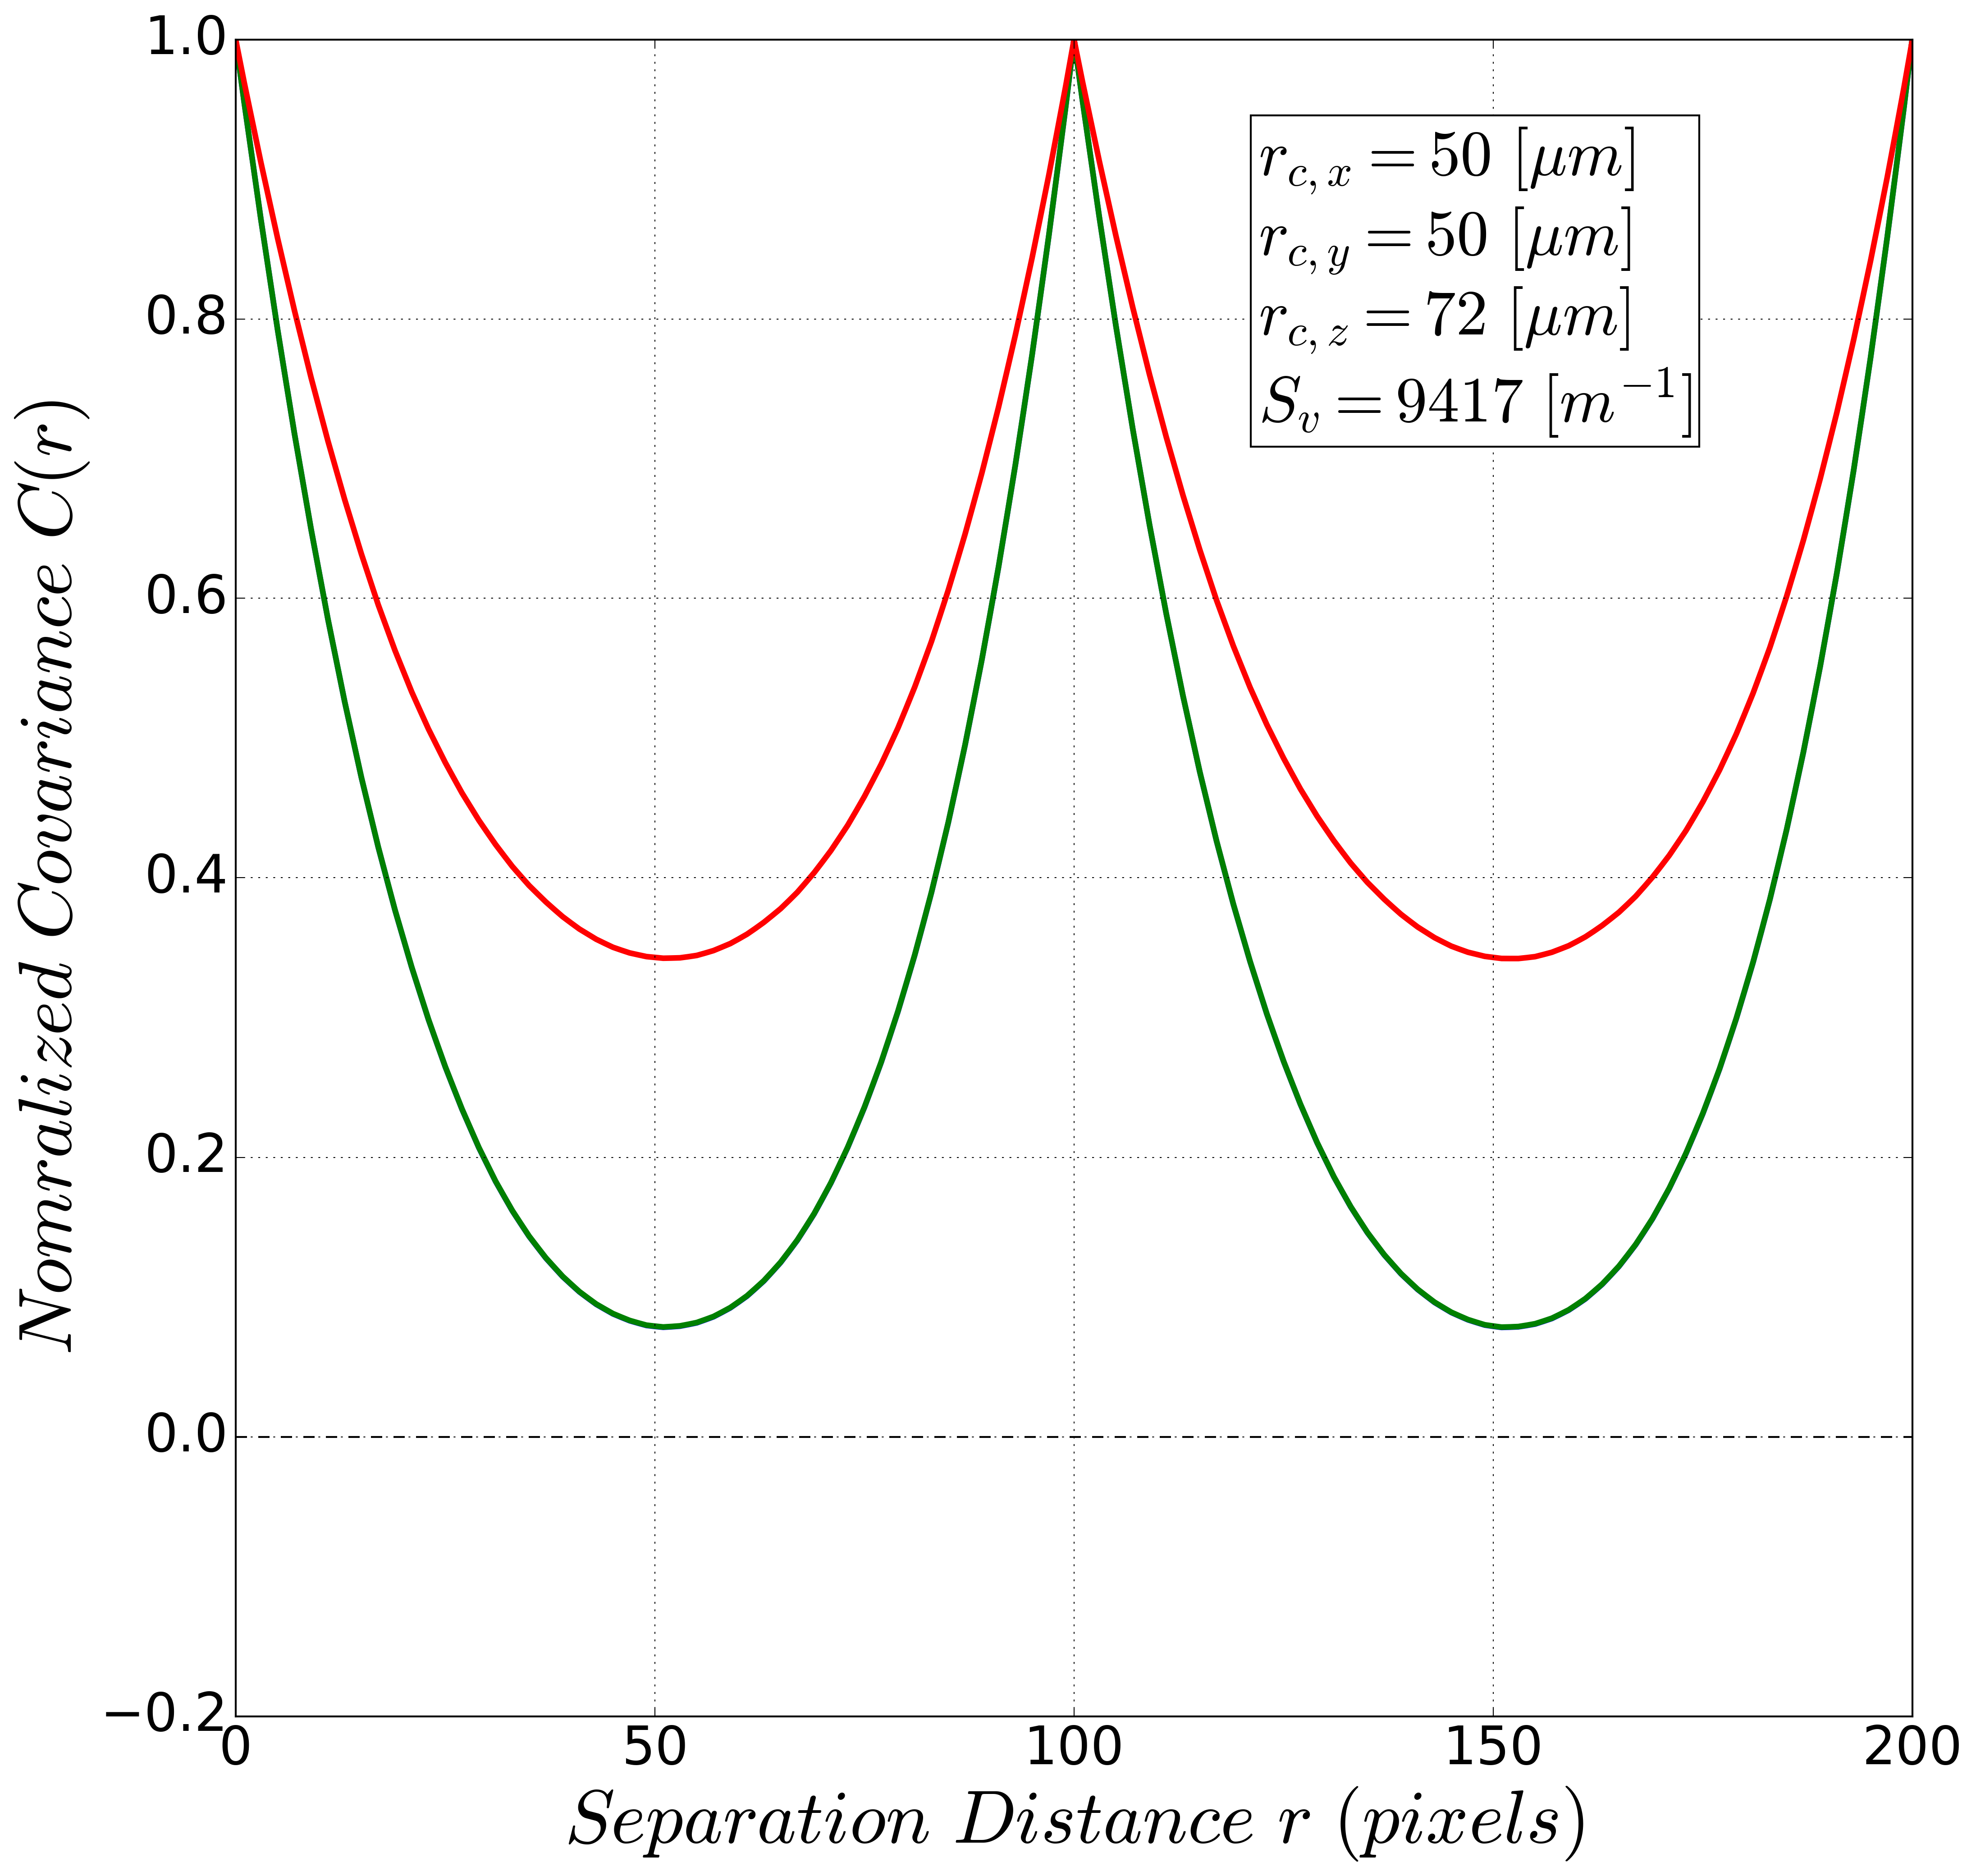 1.0
0.8
0.6
0.4
0.2
0.0
−0.2
0 50 100 150 200
Nomralized Covariance C(r)
Separation Distance r (pixels)
r_{c,x} = 50 [μm]
r_{c,y} = 50 [μm]
r_{c,z} = 72 [μm]
S_v = 9417 [m^{−1}]